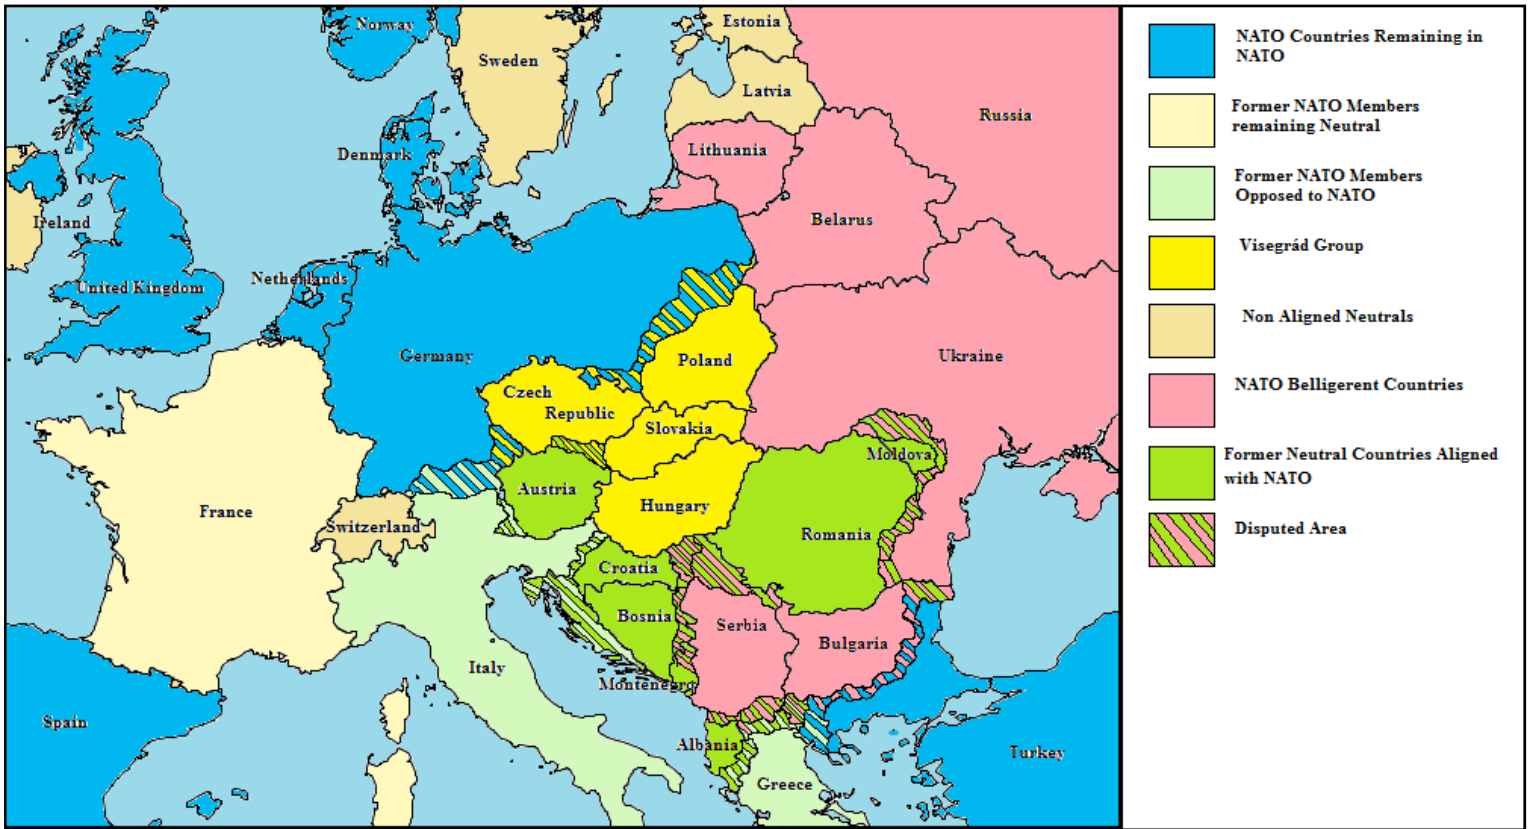 Norway
Estonia
Sweden
Latvia
Russia
Denmark
Lithuania
Ireland
Belarus
Netherlands
United Kingdom
Germany
Poland
Ukraine
Czech
Republic
Slovakia
Moldova
Austria
Hungary
France
Switzerland
Romania
Croatia
Bosnia
Serbia
Bulgaria
Italy
Montenegro
Spain
Albania
Turkey
Greece
NATO Countries Remaining in
NATO
Former NATO Members
remaining Neutral
Former NATO Members
Opposed to NATO
Visegrád Group
Non Aligned Neutrals
NATO Belligerent Countries
Former Neutral Countries Aligned
with NATO
Disputed Area